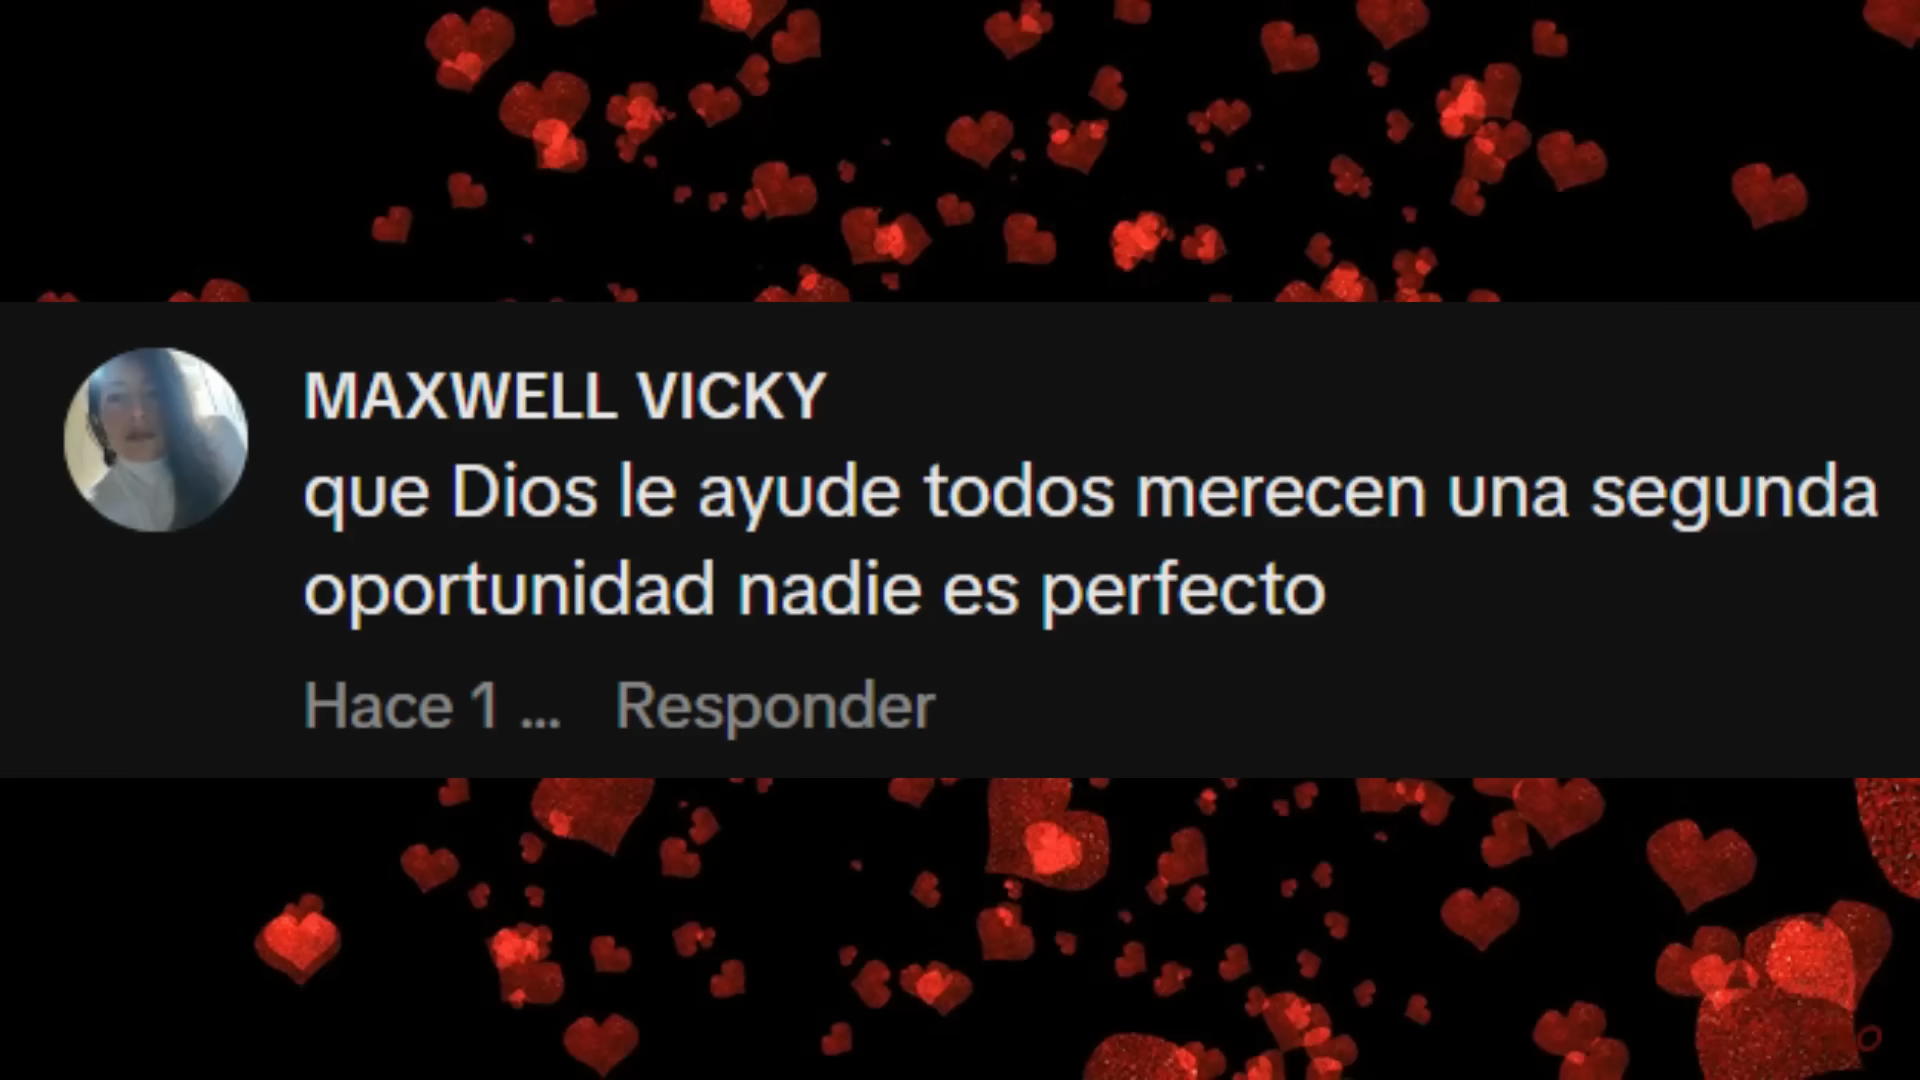 MAXWELL VICKY
que Dios le ayude todos merecen una segunda
oportunidad nadie es perfecto
Hace 1 ... Responder